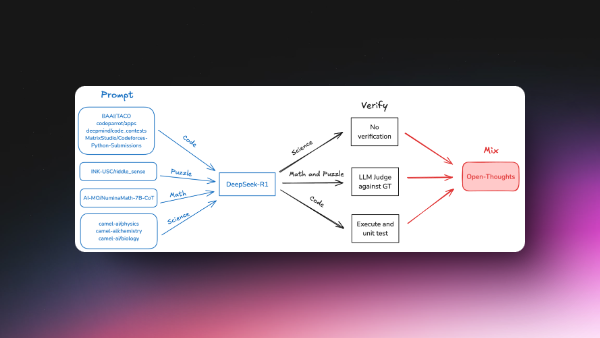 Prompt
BAAI/TACO
codeparrot/apps
deepmind/code_contests
MatrixStudio/Codeforces-
Python-Submissions
INK-USC/riddle_sense
AI-MO/NuminaMath-7B-CoT
camel-ai/physics
camel-ai/chemistry
camel-ai/biology
Code
Puzzle
Math
Science
DeepSeek-R1
Science
Math and Puzzle
Code
Verify
No
verification
LLM Judge
against GT
Execute and
unit test
Mix
Open-Thoughts